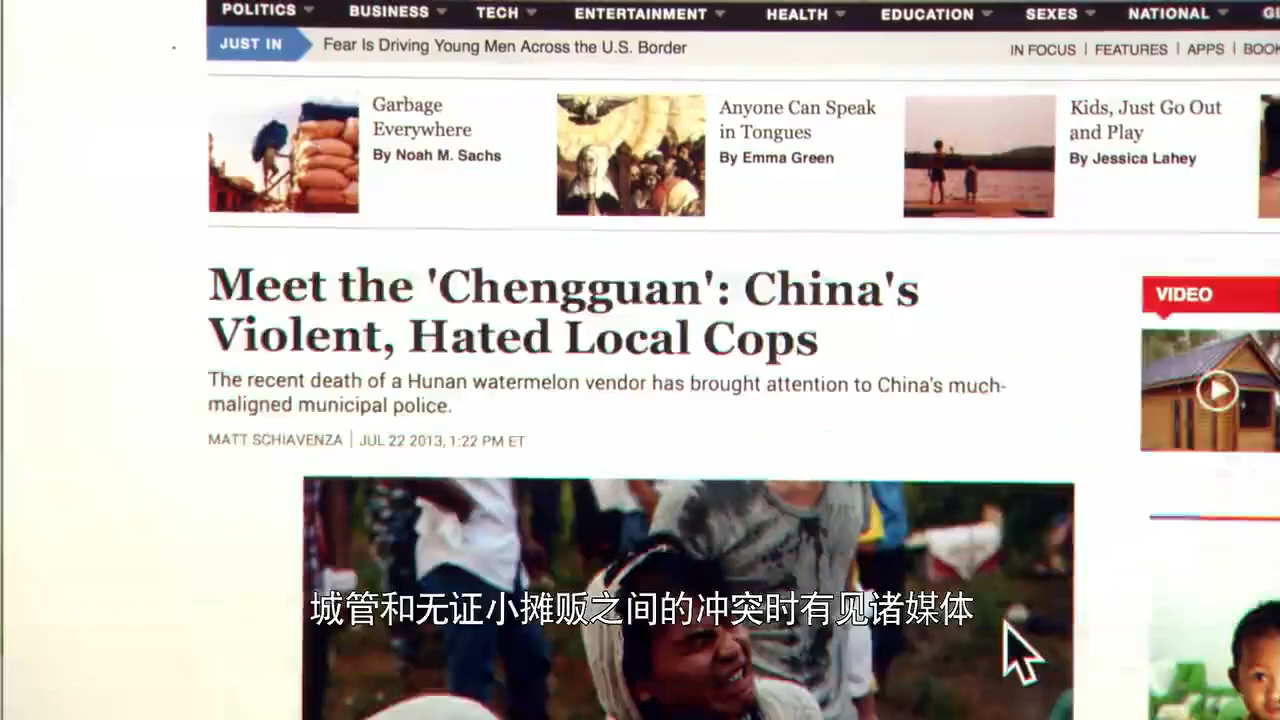 POLITICS BUSINESS TECH ENTERTAINMENT HEALTH EDUCATION SEXES NATIONAL
JUST IN Fear Is Driving Young Men Across the U.S. Border IN FOCUS | FEATURES | APPS |
Garbage
Everywhere
By Noah M. Sachs
Anyone Can Speak
in Tongues
By Emma Green
Kids, Just Go Out
and Play
By Jessica Lahey
Meet the 'Chengguan': China's
Violent, Hated Local Cops
The recent death of a Hunan watermelon vendor has brought attention to China's much-
maligned municipal police.
MATT SCHIAVENZA | JUL 22 2013, 1:22 PM ET
VIDEO
城管和无证小摊贩之间的冲突时有见诸媒体